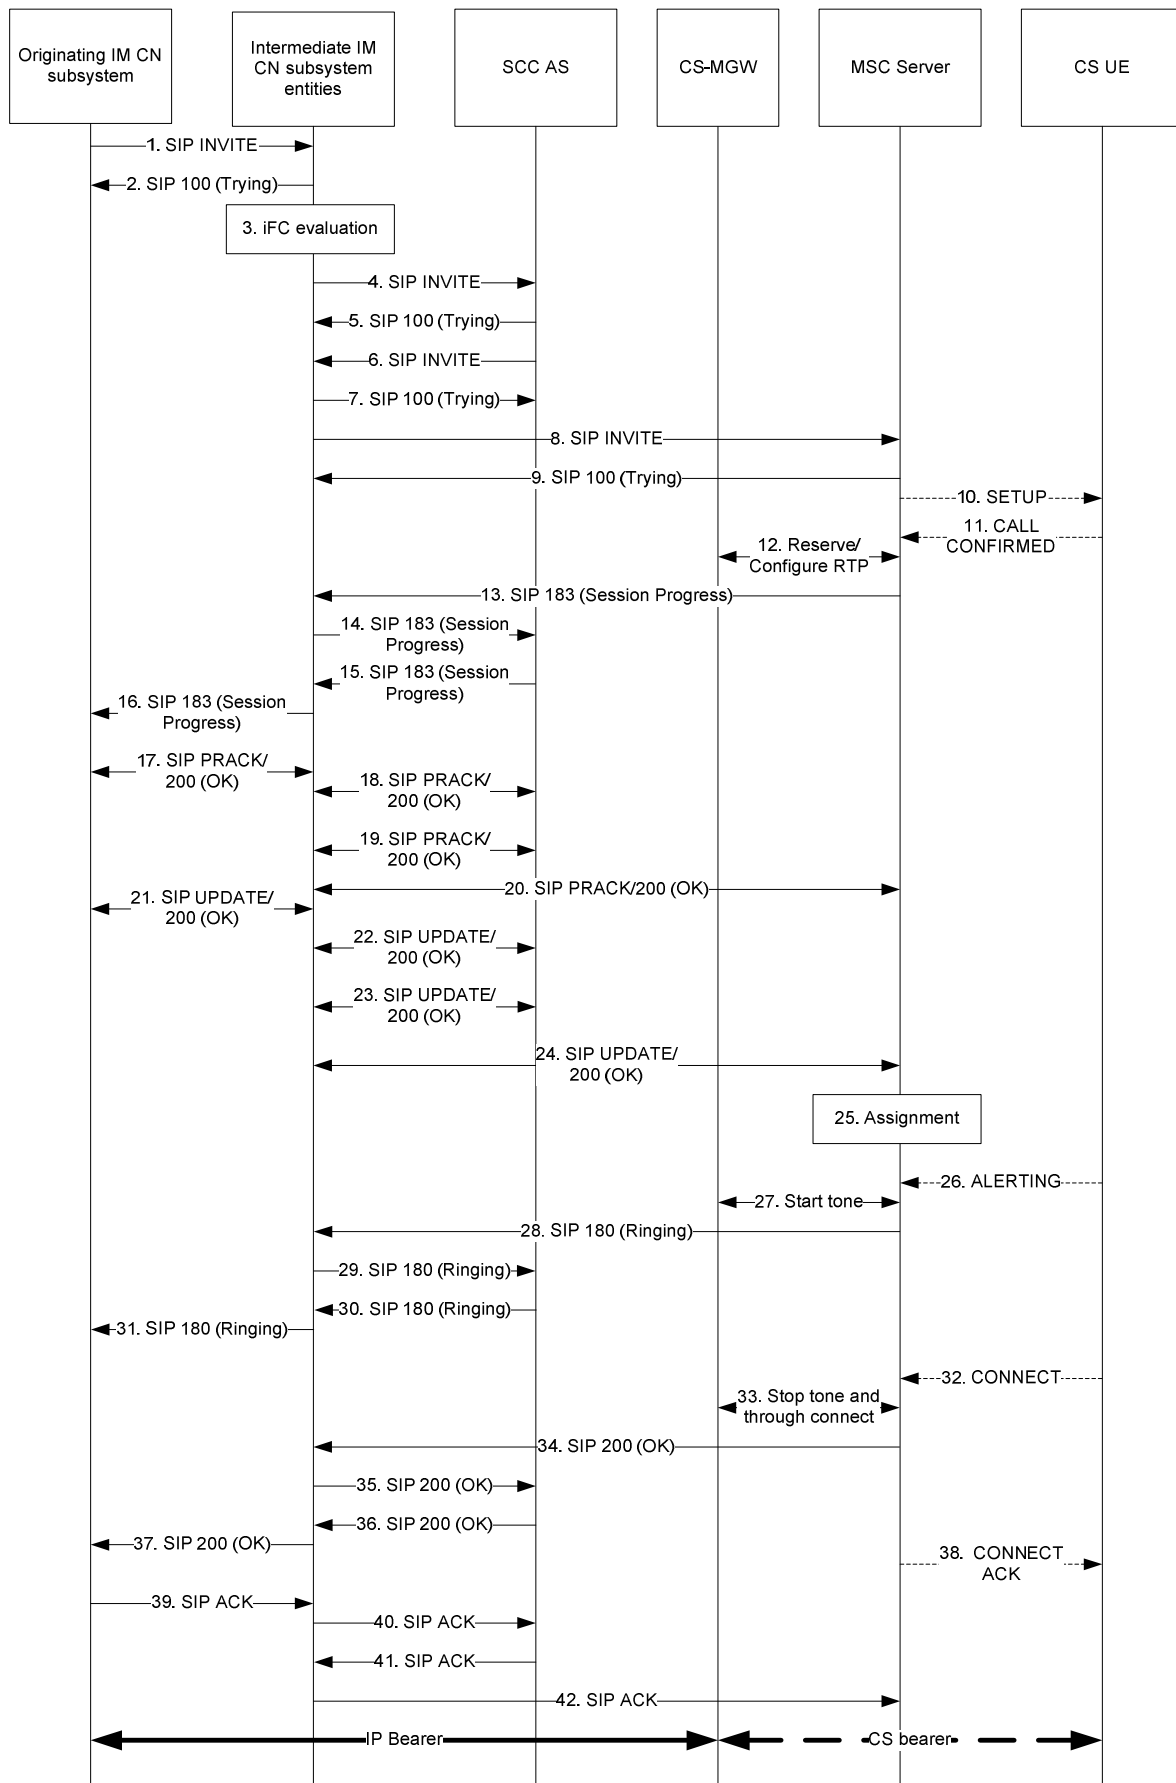 Originating IM CN
subsystem
Intermediate IM
CN subsystem
entities
SCC AS
CS-MGW
MSC Server
CS UE
1. SIP INVITE
2. SIP 100 (Trying)
3. iFC evaluation
4. SIP INVITE
5. SIP 100 (Trying)
6. SIP INVITE
7. SIP 100 (Trying)
8. SIP INVITE
9. SIP 100 (Trying)
10. SETUP
11. CALL
CONFIRMED
12. Reserve/
Configure RTP
13. SIP 183 (Session Progress)
14. SIP 183 (Session
Progress)
15. SIP 183 (Session
Progress)
16. SIP 183 (Session
Progress)
17. SIP PRACK/
200 (OK)
18. SIP PRACK/
200 (OK)
19. SIP PRACK/
200 (OK)
20. SIP PRACK/200 (OK)
21. SIP UPDATE/
200 (OK)
22. SIP UPDATE/
200 (OK)
23. SIP UPDATE/
200 (OK)
24. SIP UPDATE/
200 (OK)
25. Assignment
26. ALERTING
27. Start tone
28. SIP 180 (Ringing)
29. SIP 180 (Ringing)
30. SIP 180 (Ringing)
31. SIP 180 (Ringing)
32. CONNECT
33. Stop tone and
through connect
34. SIP 200 (OK)
35. SIP 200 (OK)
36. SIP 200 (OK)
37. SIP 200 (OK)
38. CONNECT
ACK
39. SIP ACK
40. SIP ACK
41. SIP ACK
42. SIP ACK
IP Bearer
CS bearer